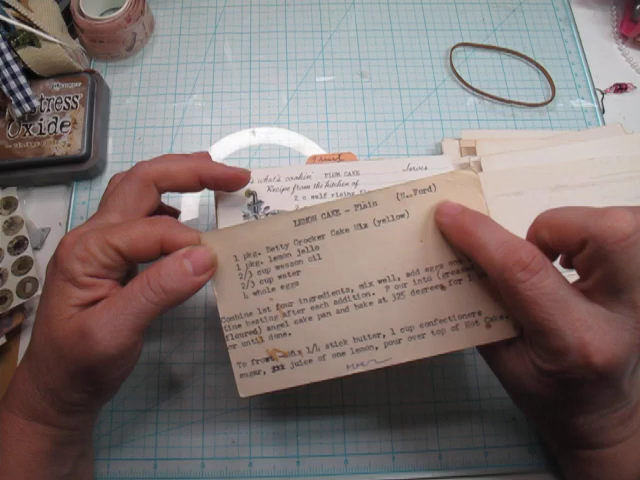 tress
Oxide
what's cookin' PLUM CAKE
Recipe from the kitchen of
LEMON CAKE - Plain
1 pkg. Betty Crocker Cake Mix (yellow)
1 pkg. lemon jello
2/3 cup wesson oil
2/3 cup water
4 whole eggs
Combine 1st four ingredients, mix well, add eggs one
time beating after each addition. Pour into (greased
floured) angel cake pan and bake at 325 degrees for 1
or until done.
To frost, mix 1/4 stick butter, 1 cup confectioners
sugar, juice of one lemon, pour over top of Hot